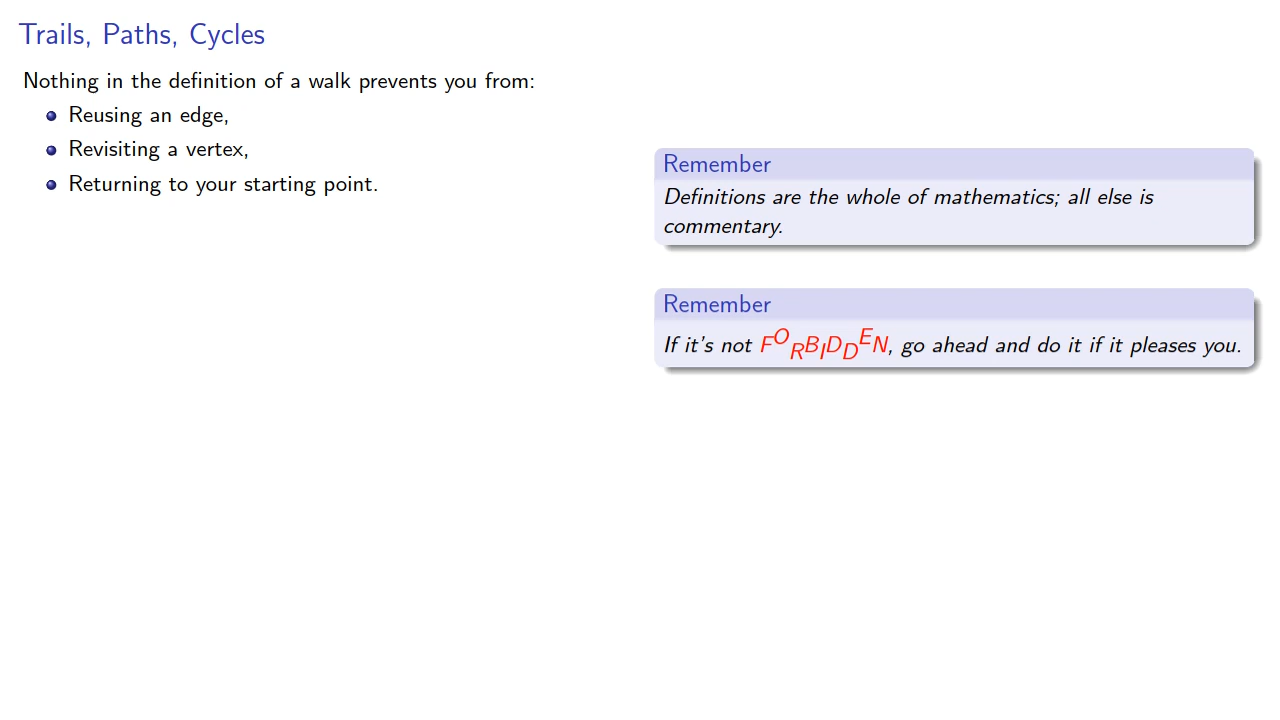 Trails, Paths, Cycles
Nothing in the definition of a walk prevents you from:
Reusing an edge,
Revisiting a vertex,
Returning to your starting point.
Remember
Definitions are the whole of mathematics; all else is
commentary.
Remember
If it's not FORBIDDEN, go ahead and do it if it pleases you.